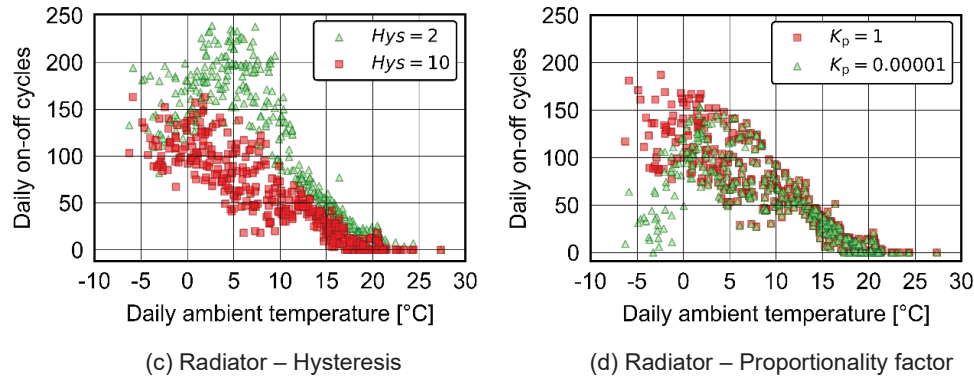 250
200
150
100
50
0
Daily on-off cycles
Hys = 2
Hys = 10
-10 -5 0 5 10 15 20 25 30
Daily ambient temperature [°C]
(c) Radiator – Hysteresis
250
200
150
100
50
0
Daily on-off cycles
Kp = 1
Kp = 0.00001
-10 -5 0 5 10 15 20 25 30
Daily ambient temperature [°C]
(d) Radiator – Proportionality factor